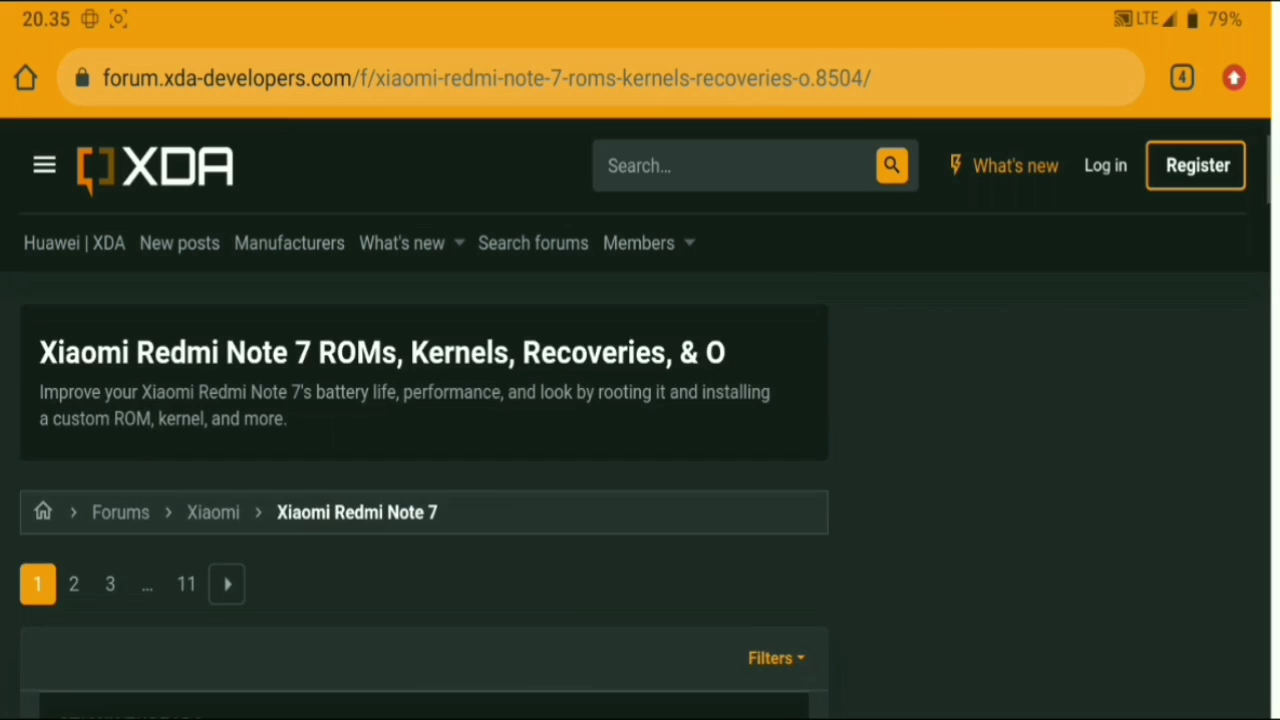 20.35 LTE 79%
forum.xda-developers.com/f/xiaomi-redmi-note-7-roms-kernels-recoveries-o.8504/ 4
XDA Search... What's new Log in Register
Huawei | XDA New posts Manufacturers What's new Search forums Members
Xiaomi Redmi Note 7 ROMs, Kernels, Recoveries, & O
Improve your Xiaomi Redmi Note 7's battery life, performance, and look by rooting it and installing
a custom ROM, kernel, and more.
Forums > Xiaomi > Xiaomi Redmi Note 7
1 2 3 ... 11
Filters